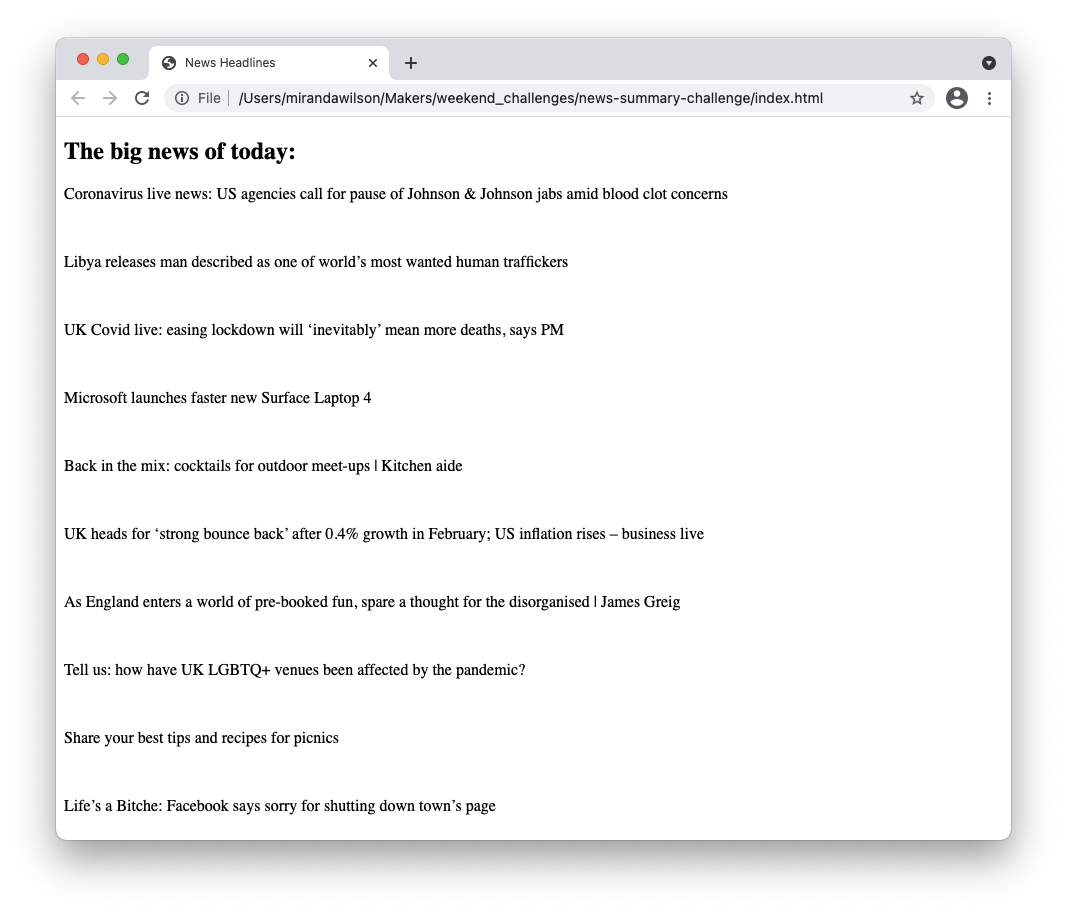 News Headlines
File
/Users/mirandawilson/Makers/weekend_challenges/news-summary-challenge/index.html
The big news of today:
Coronavirus live news: US agencies call for pause of Johnson & Johnson jabs amid blood clot concerns
Libya releases man described as one of world’s most wanted human traffickers
UK Covid live: easing lockdown will ‘inevitably’ mean more deaths, says PM
Microsoft launches faster new Surface Laptop 4
Back in the mix: cocktails for outdoor meet-ups | Kitchen aide
UK heads for ‘strong bounce back’ after 0.4% growth in February; US inflation rises – business live
As England enters a world of pre-booked fun, spare a thought for the disorganised | James Greig
Tell us: how have UK LGBTQ+ venues been affected by the pandemic?
Share your best tips and recipes for picnics
Life’s a Bitche: Facebook says sorry for shutting down town’s page